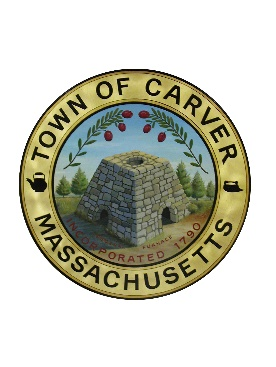 TOWN OF CARVER
FURNACE
INCORPORATED 1790
MASSACHUSETTS